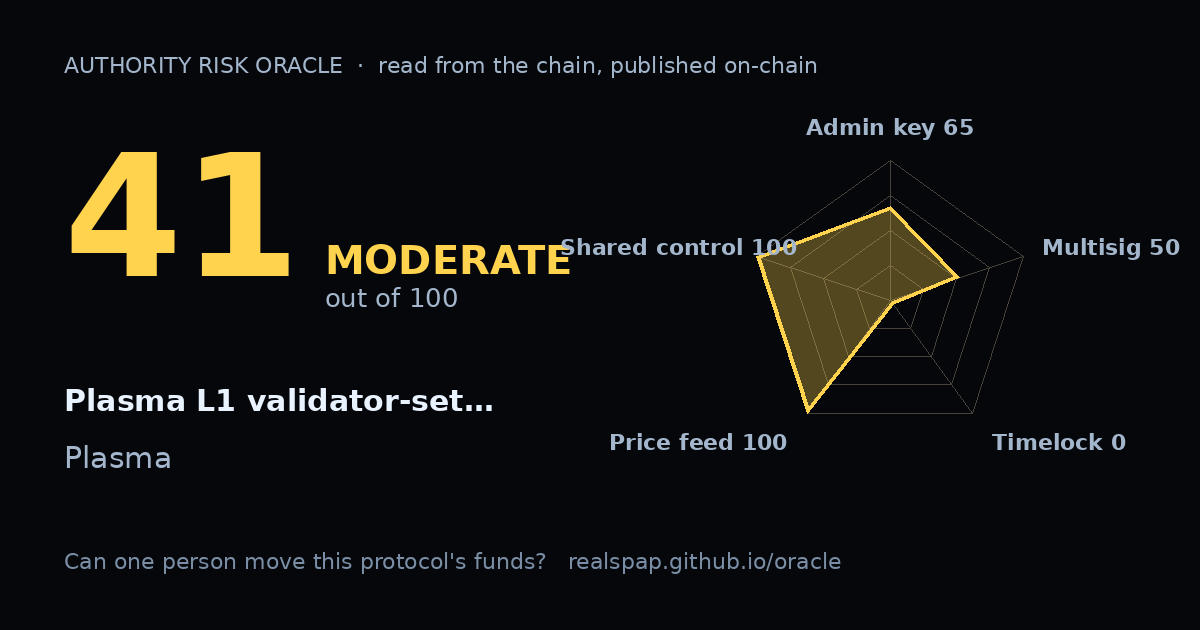 AUTHORITY RISK ORACLE · read from the chain, published on-chain
Admin key 65
41
MODERATE
out of 100
Shared control 100
Multisig 50
Plasma L1 validator-set…
Plasma
Price feed 100
Timelock 0
Can one person move this protocol's funds? realspap.github.io/oracle